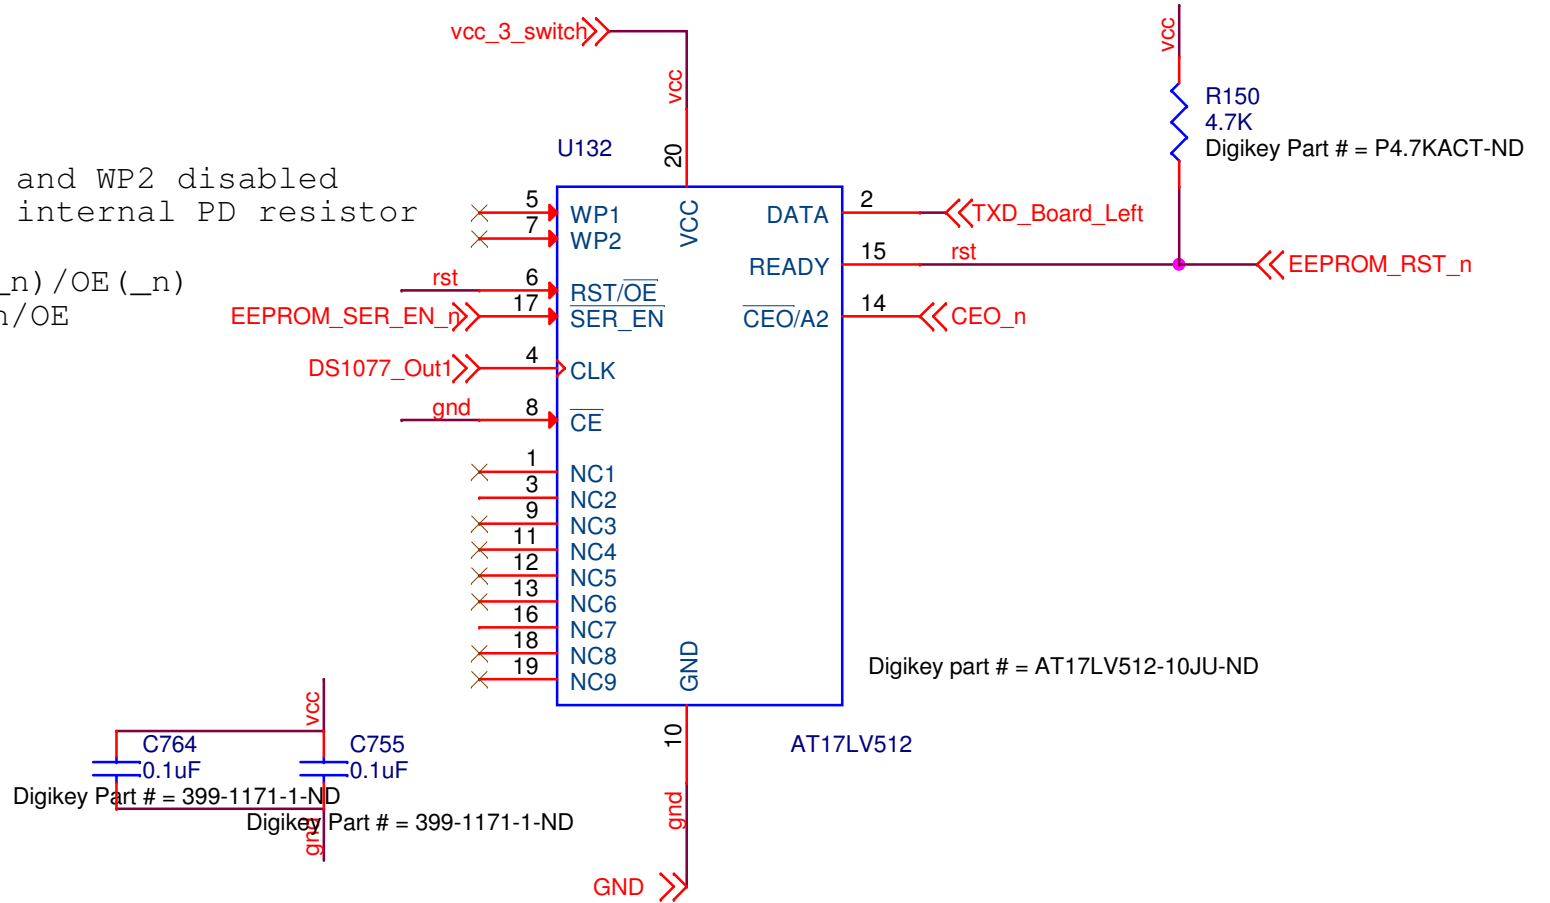 vcc_3_switch
vcc
vcc
R150
4.7K
Digikey Part # = P4.7KACT-ND
U132
20
and WP2 disabled
internal PD resistor
_n)/OE(_n)
n/OE
5
WP1
7
WP2
rst
6
RST/OE
EEPROM_SER_EN_n
17
SER_EN
DS1077_Out1
4
CLK
gnd
8
CE
1
NC1
3
NC2
9
NC3
11
NC4
12
NC5
13
NC6
16
NC7
18
NC8
19
NC9
VCC
GND
DATA
2
TXD_Board_Left
READY
15
rst
EEPROM_RST_n
CEO/A2
14
CEO_n
Digikey part # = AT17LV512-10JU-ND
AT17LV512
10
gnd
GND
vcc
C764
0.1uF
Digikey Part # = 399-1171-1-ND
C755
0.1uF
Digikey Part # = 399-1171-1-ND
gnd